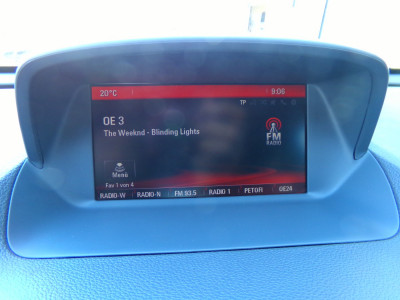 20°C 9:06
TP
OE 3
The Weeknd - Blinding Lights
FM
RADIO
Menü
Fav 1 von 4
RADIO-W RADIO-N FM 93.5 RADIO 1 PETOFI OE24